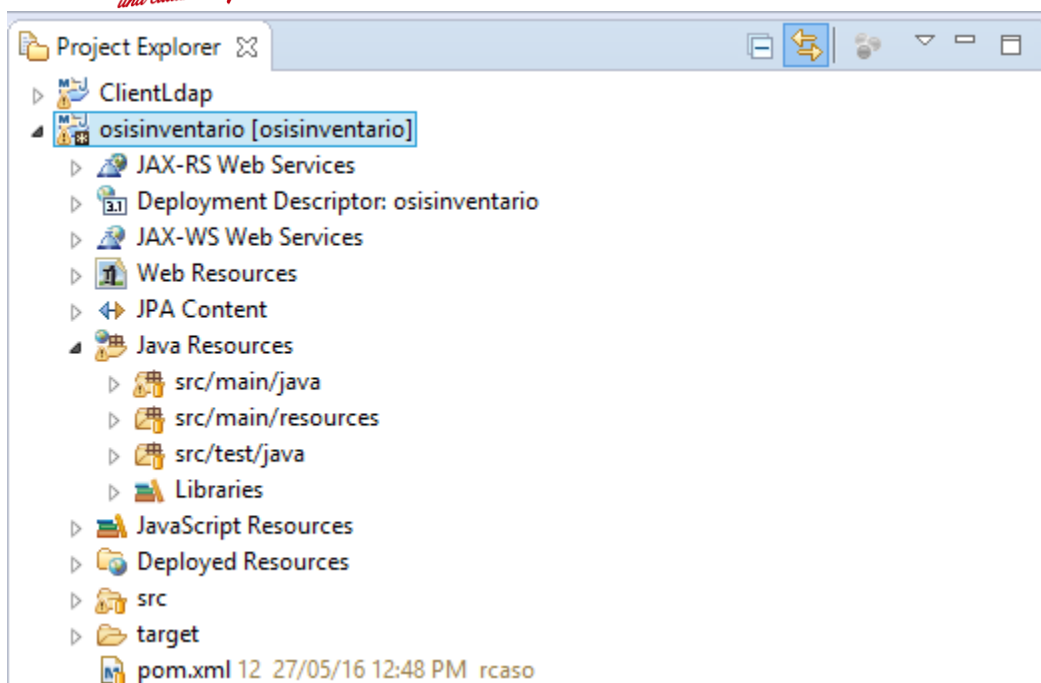 Project Explorer
ClientLdap
osisinventario [osisinventario]
JAX-RS Web Services
3.1 Deployment Descriptor: osisinventario
JAX-WS Web Services
Web Resources
JPA Content
Java Resources
src/main/java
src/main/resources
src/test/java
Libraries
JavaScript Resources
Deployed Resources
src
target
pom.xml 12 27/05/16 12:48 PM rcaso